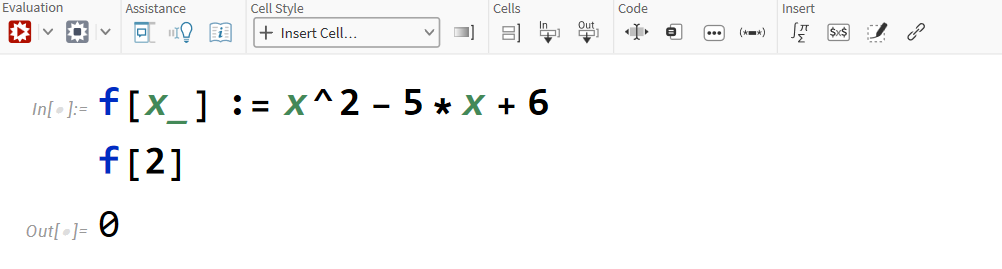 Evaluation Assistance Cell Style Cells Code Insert
+ Insert Cell... In Out (*=*) ∫π Σ $x$
In[•]:= f[x_] := x^2 - 5 * x + 6
f[2]
Out[•]= 0